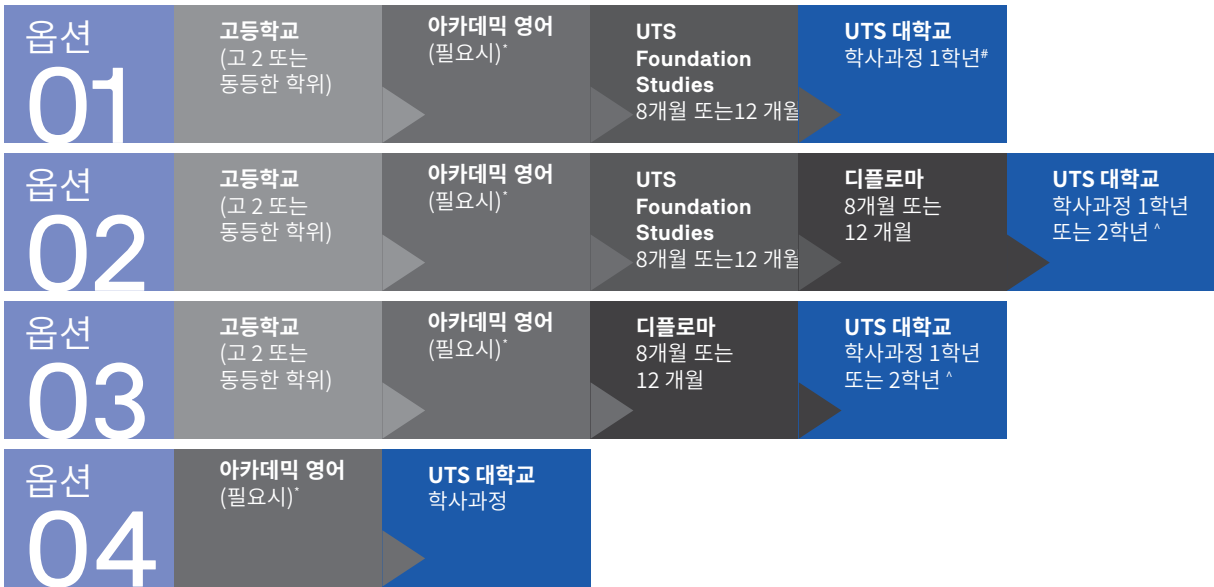 옵션
01
고등학교
(고 2 또는
동등한 학위)
아카데믹 영어
(필요시)*
UTS
Foundation
Studies
8개월 또는12 개월
UTS 대학교
학사과정 1학년#
옵션
02
고등학교
(고 2 또는
동등한 학위)
아카데믹 영어
(필요시)*
UTS
Foundation
Studies
8개월 또는12 개월
디플로마
8개월 또는
12 개월
UTS 대학교
학사과정 1학년
또는 2학년 ^
옵션
03
고등학교
(고 2 또는
동등한 학위)
아카데믹 영어
(필요시)*
디플로마
8개월 또는
12 개월
UTS 대학교
학사과정 1학년
또는 2학년 ^
옵션
04
아카데믹 영어
(필요시)*
UTS 대학교
학사과정